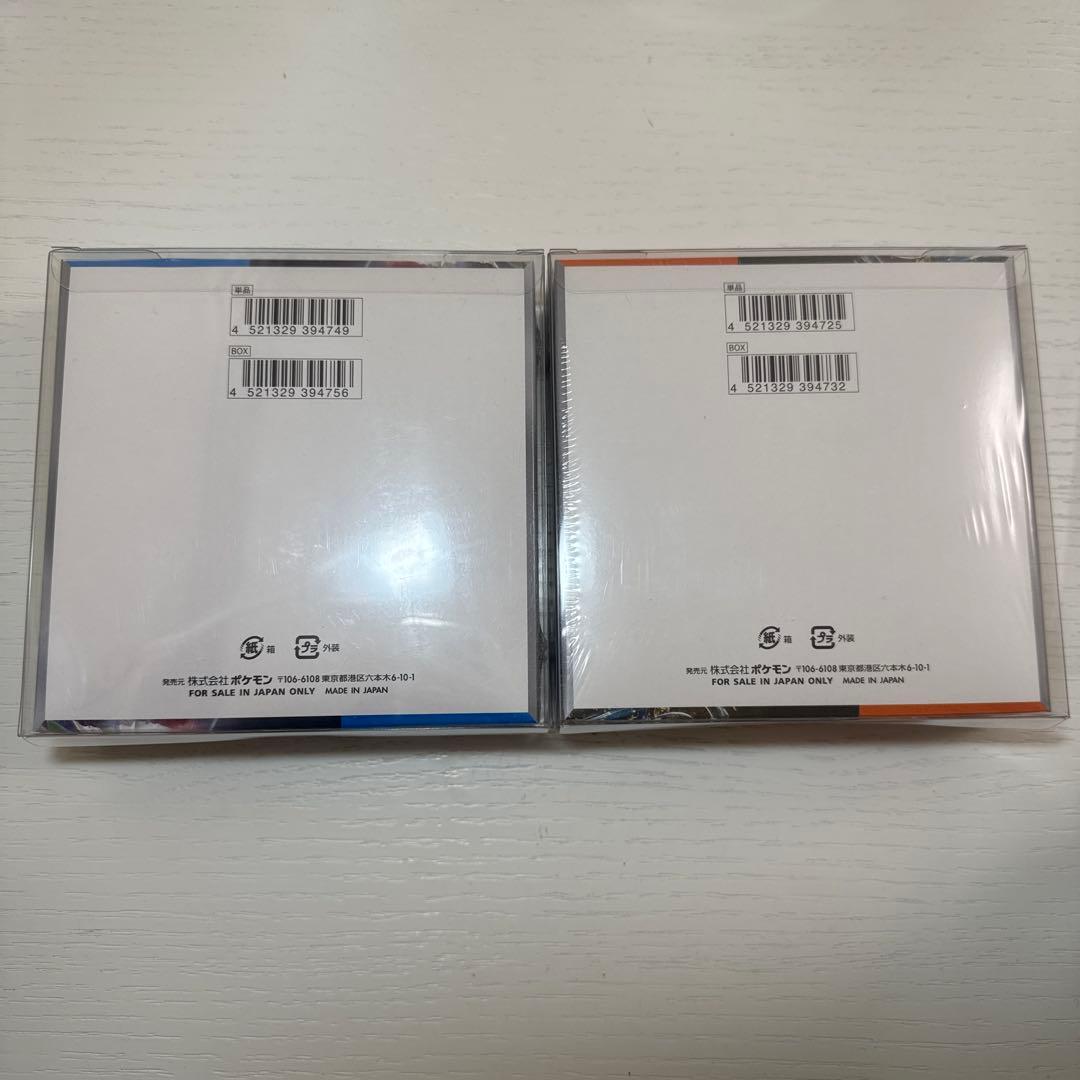 単品
4 521329 394749
BOX
4 521329 394756
紙 箱 プラ 外装
発売元 株式会社 ポケモン 〒106-6108 東京都港区六本木6-10-1
FOR SALE IN JAPAN ONLY MADE IN JAPAN
単品
4 521329 394725
BOX
4 521329 394732
紙 箱 プラ 外装
発売元 株式会社 ポケモン 〒106-6108 東京都港区六本木6-10-1
FOR SALE IN JAPAN ONLY MADE IN JAPAN